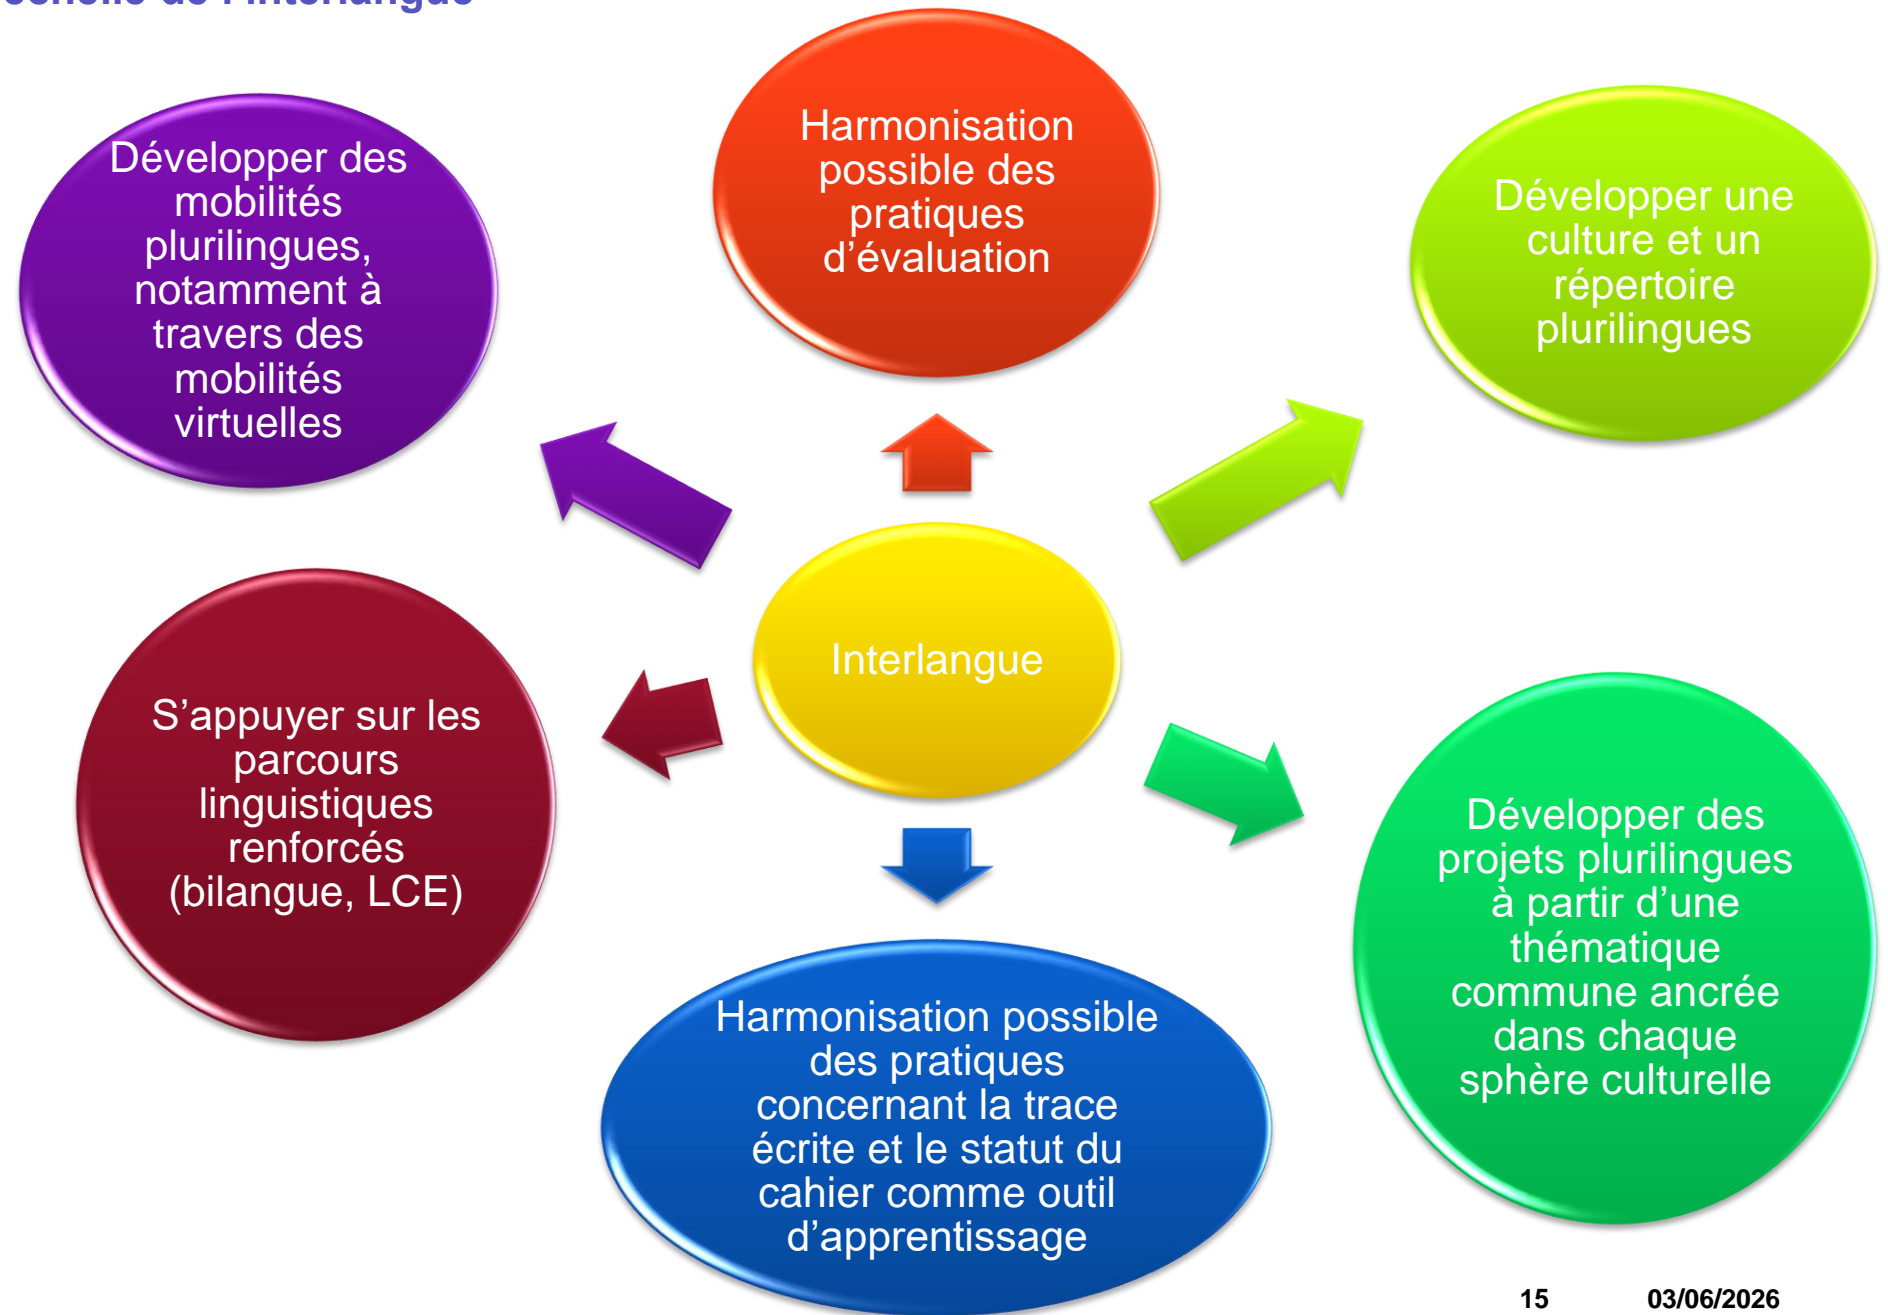 échelle de l'interlangue
Harmonisation
possible des
pratiques
d’évaluation
Développer une
culture et un
répertoire
plurilingues
Développer des
projets plurilingues
à partir d’une
thématique
commune ancrée
dans chaque
sphère culturelle
Harmonisation possible
des pratiques
concernant la trace
écrite et le statut du
cahier comme outil
d’apprentissage
S’appuyer sur les
parcours
linguistiques
renforcés
(bilangue, LCE)
Développer des
mobilités
plurilingues,
notamment à
travers des
mobilités
virtuelles
Interlangue
15 03/06/2026